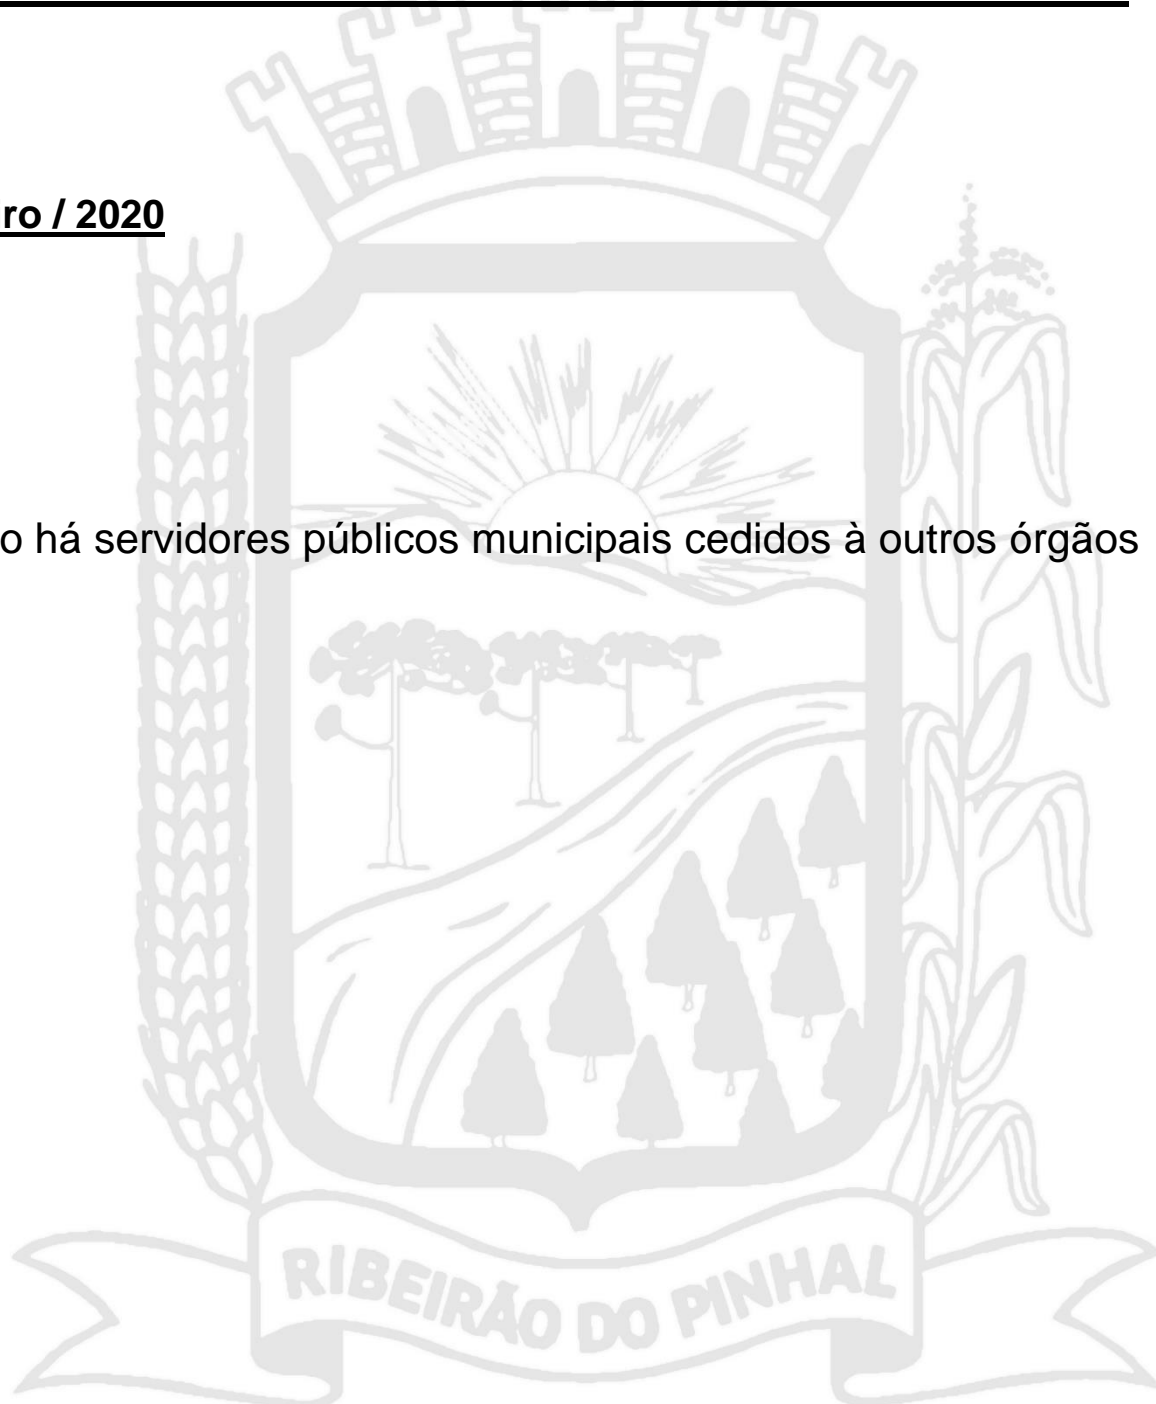 ro / 2020
o há servidores públicos municipais cedidos à outros órgãos
RIBEIRÃO DO PINHAL